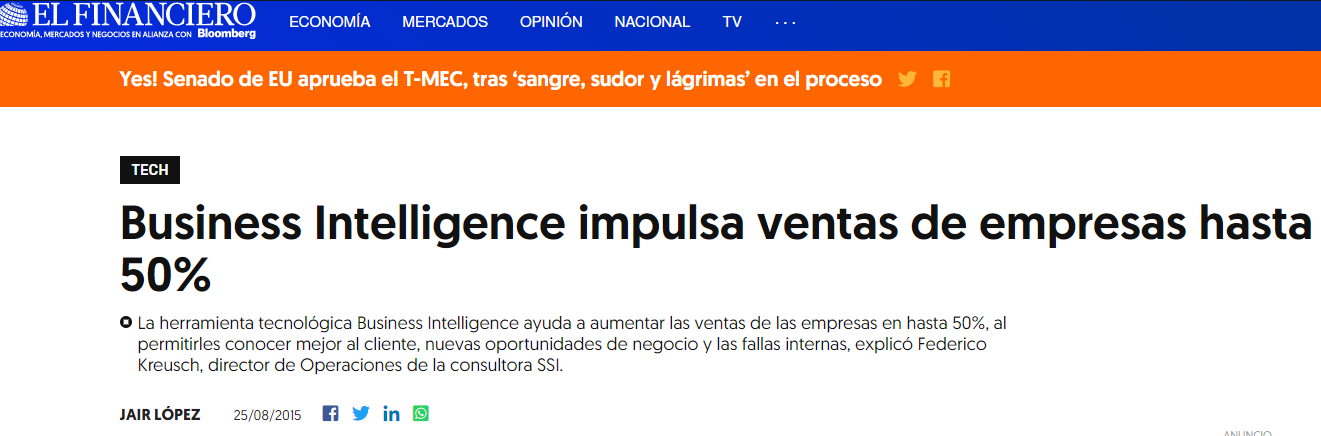 EL FINANCIERO
ECONOMÍA, MERCADOS Y NEGOCIOS EN ALIANZA CON Bloomberg
ECONOMÍA MERCADOS OPINIÓN NACIONAL TV ...
Yes! Senado de EU aprueba el T-MEC, tras ‘sangre, sudor y lágrimas’ en el proceso
TECH
Business Intelligence impulsa ventas de empresas hasta
50%
La herramienta tecnológica Business Intelligence ayuda a aumentar las ventas de las empresas en hasta 50%, al
permitirles conocer mejor al cliente, nuevas oportunidades de negocio y las fallas internas, explicó Federico
Kreusch, director de Operaciones de la consultora SSI.
JAIR LÓPEZ 25/08/2015
ANUNCIO